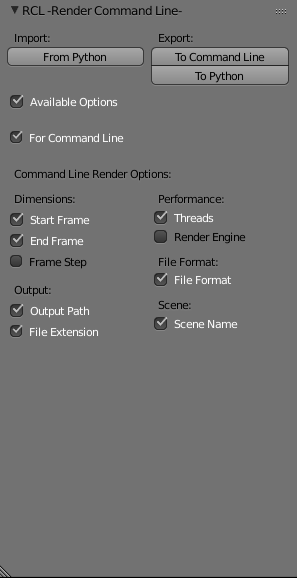 RCL -Render Command Line-
Import:
Export:
From Python
To Command Line
To Python
Available Options
For Command Line
Command Line Render Options:
Dimensions:
Performance:
Start Frame
Threads
End Frame
Render Engine
Frame Step
File Format:
File Format
Output:
Output Path
Scene:
File Extension
Scene Name